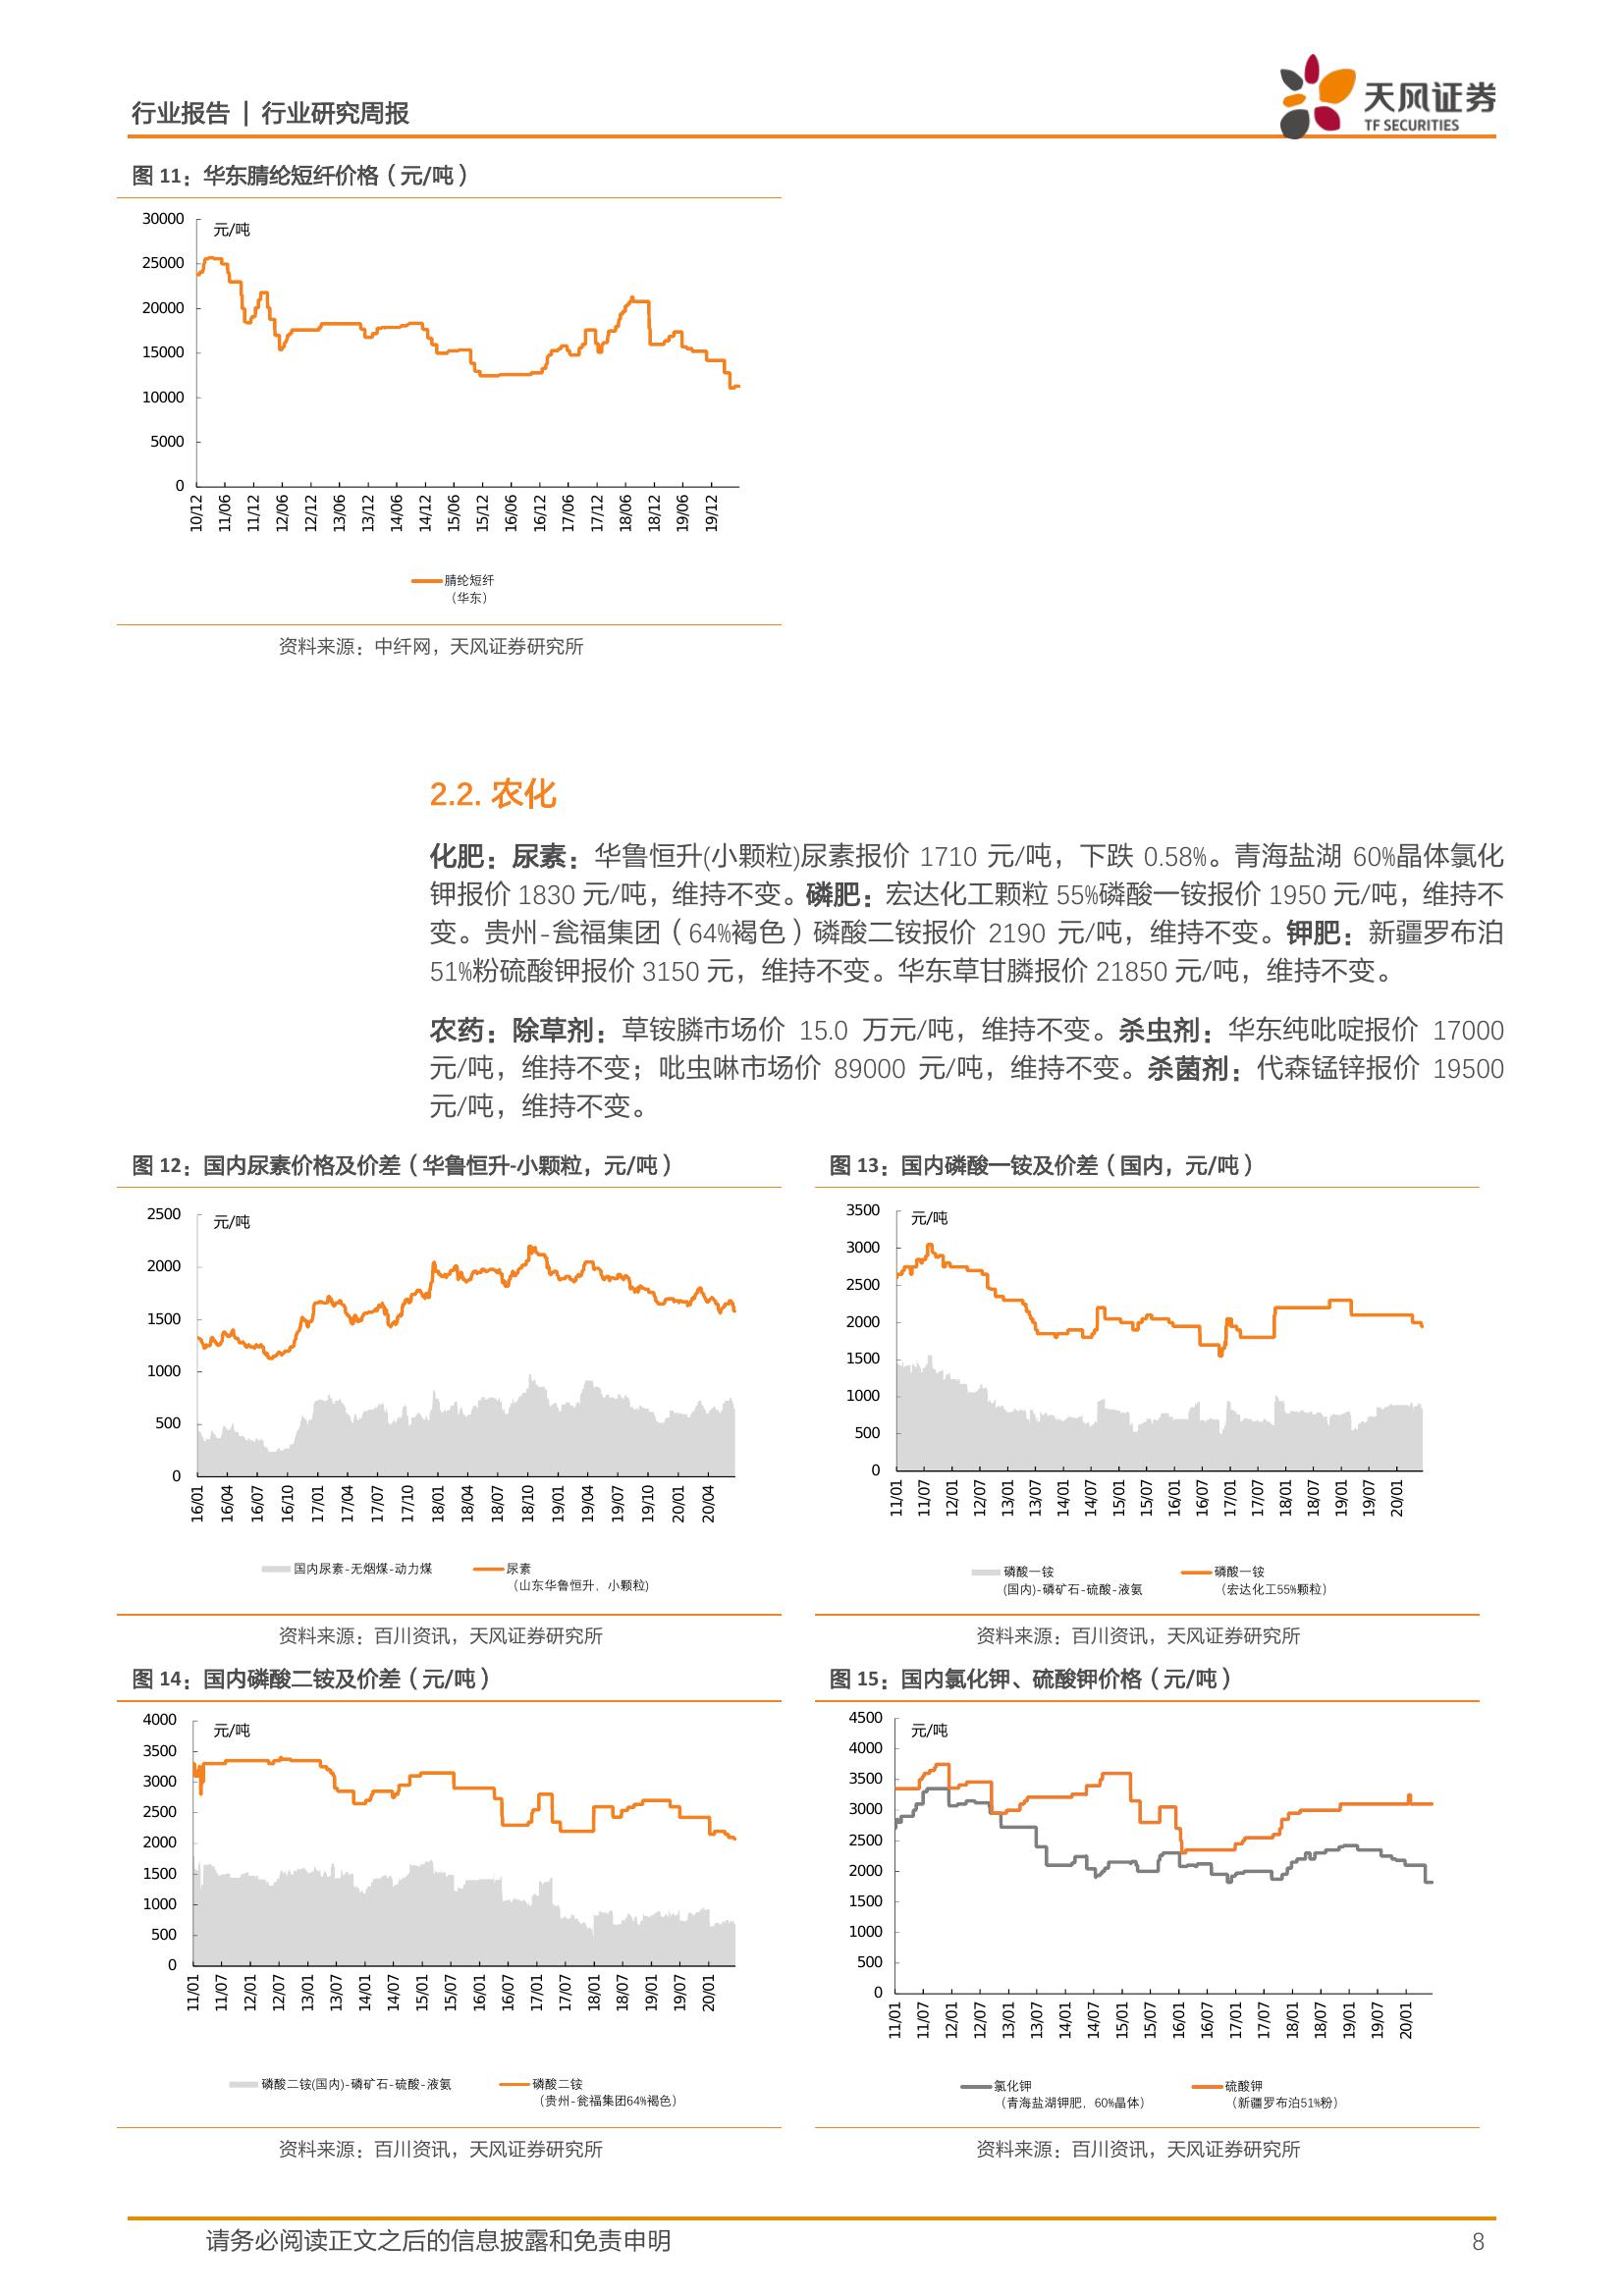 行业报告 | 行业研究周报
天风证券
TF SECURITIES
图 11：华东腈纶短纤价格（元/吨）
元/吨
30000
25000
20000
15000
10000
5000
0
10/12 11/06 11/12 12/06 12/12 13/06 13/12 14/06 14/12 15/06 15/12 16/06 16/12 17/06 17/12 18/06 18/12 19/06 19/12
腈纶短纤
（华东）
资料来源：中纤网，天风证券研究所
2.2. 农化
化肥：尿素：华鲁恒升(小颗粒)尿素报价 1710 元/吨，下跌 0.58%。青海盐湖 60%晶体氯化
钾报价 1830 元/吨，维持不变。磷肥：宏达化工颗粒 55%磷酸一铵报价 1950 元/吨，维持不
变。贵州-瓮福集团（64%褐色）磷酸二铵报价 2190 元/吨，维持不变。钾肥：新疆罗布泊
51%粉硫酸钾报价 3150 元，维持不变。华东草甘膦报价 21850 元/吨，维持不变。
农药：除草剂：草铵膦市场价 15.0 万元/吨，维持不变。杀虫剂：华东纯吡啶报价 17000
元/吨，维持不变；吡虫啉市场价 89000 元/吨，维持不变。杀菌剂：代森锰锌报价 19500
元/吨，维持不变。
图 12：国内尿素价格及价差（华鲁恒升-小颗粒，元/吨）
元/吨
2500
2000
1500
1000
500
0
16/01 16/04 16/07 16/10 17/01 17/04 17/07 17/10 18/01 18/04 18/07 18/10 19/01 19/04 19/07 19/10 20/01 20/04
国内尿素-无烟煤-动力煤
尿素
（山东华鲁恒升，小颗粒）
资料来源：百川资讯，天风证券研究所
图 13：国内磷酸一铵及价差（国内，元/吨）
元/吨
3500
3000
2500
2000
1500
1000
500
0
11/01 11/07 12/01 12/07 13/01 13/07 14/01 14/07 15/01 15/07 16/01 16/07 17/01 17/07 18/01 18/07 19/01 19/07 20/01
磷酸一铵
(国内)-磷矿石-硫酸-液氨
磷酸一铵
（宏达化工55%颗粒）
资料来源：百川资讯，天风证券研究所
图 14：国内磷酸二铵及价差（元/吨）
元/吨
4000
3500
3000
2500
2000
1500
1000
500
0
11/01 11/07 12/01 12/07 13/01 13/07 14/01 14/07 15/01 15/07 16/01 16/07 17/01 17/07 18/01 18/07 19/01 19/07 20/01
磷酸二铵(国内)-磷矿石-硫酸-液氨
磷酸二铵
（贵州-瓮福集团64%褐色）
资料来源：百川资讯，天风证券研究所
图 15：国内氯化钾、硫酸钾价格（元/吨）
元/吨
4500
4000
3500
3000
2500
2000
1500
1000
500
0
11/01 11/07 12/01 12/07 13/01 13/07 14/01 14/07 15/01 15/07 16/01 16/07 17/01 17/07 18/01 18/07 19/01 19/07 20/01
氯化钾
（青海盐湖钾肥，60%晶体）
硫酸钾
（新疆罗布泊51%粉）
资料来源：百川资讯，天风证券研究所
请务必阅读正文之后的信息披露和免责申明
8